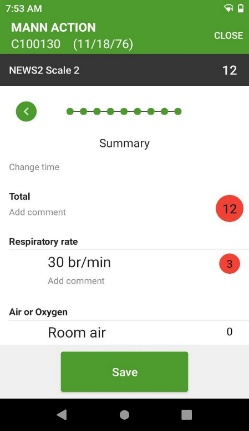 7:53 AM
MANN ACTION
C100130 (11/18/76)
CLOSE
NEWS2 Scale 2 12
Summary
Change time
Total
Add comment
12
Respiratory rate
30 br/min
3
Add comment
Air or Oxygen
Room air 0
Save